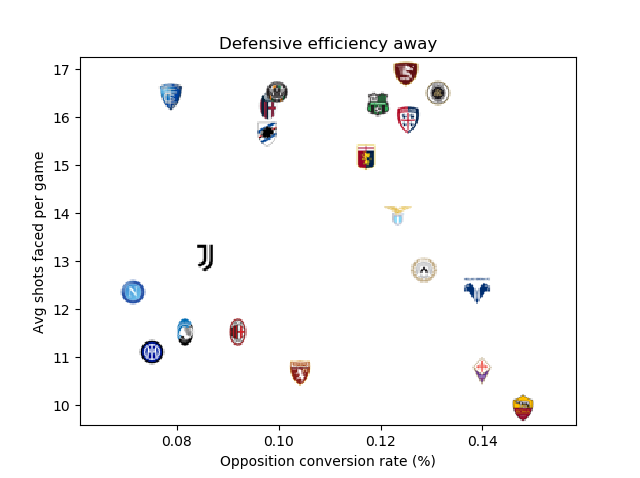 Defensive efficiency away
Avg shots faced per game
17
16
15
14
13
12
11
10
0.08 0.10 0.12 0.14
Opposition conversion rate (%)